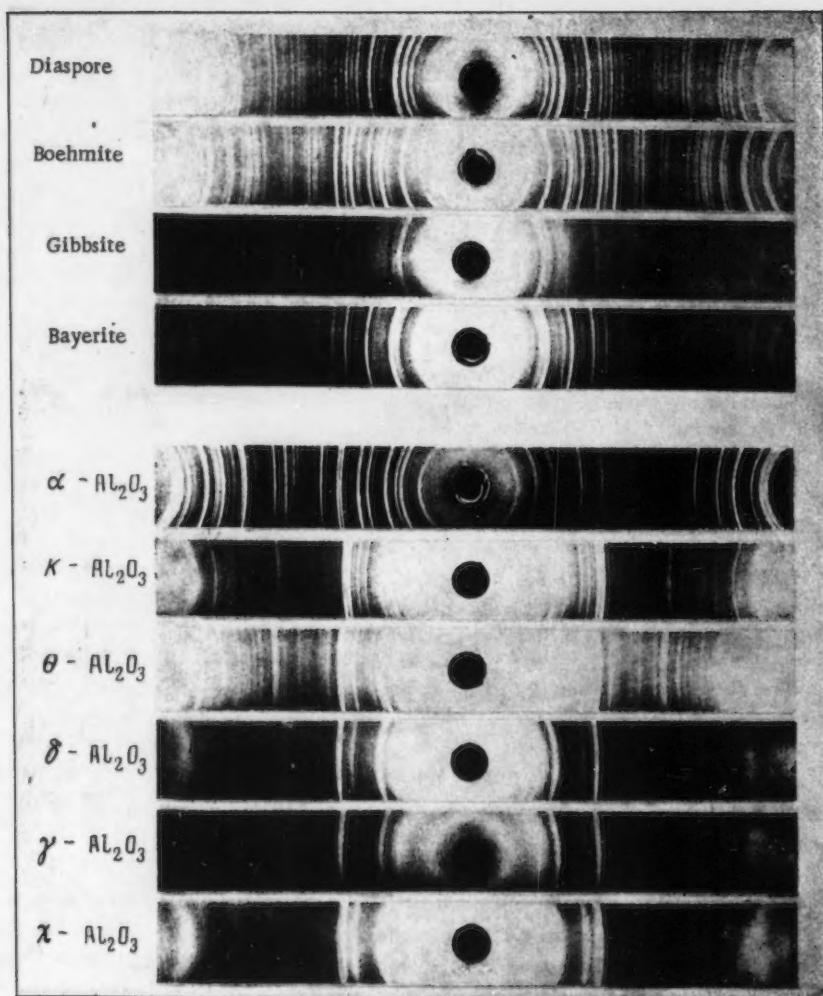 Diaspore
Boehmite
Gibbsite
Bayerite
α - Al₂O₃
κ - Al₂O₃
θ - Al₂O₃
δ - Al₂O₃
γ - Al₂O₃
χ - Al₂O₃